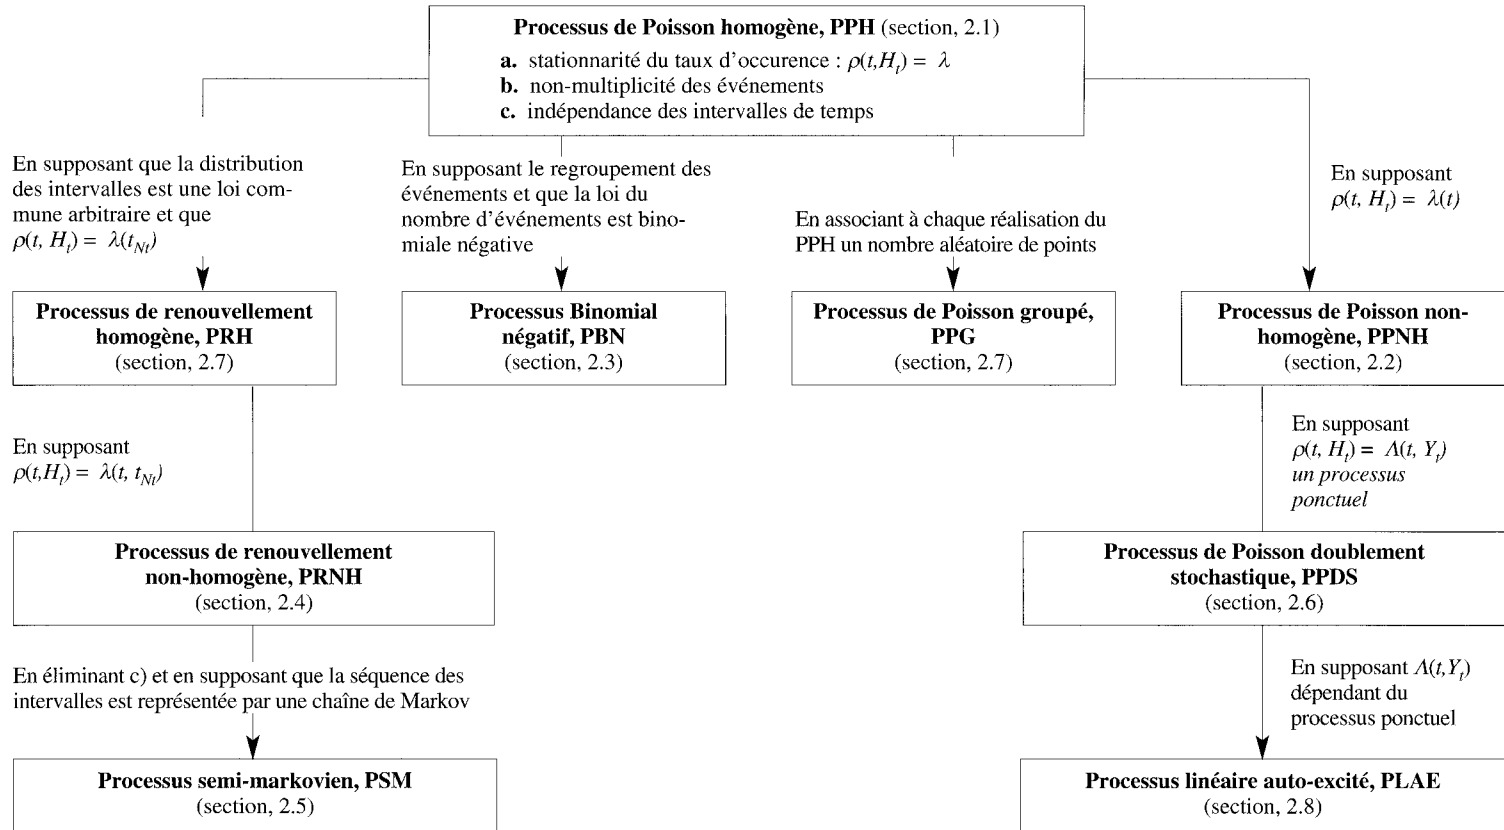 Processus de Poisson homogène, PPH (section, 2.1)
a. stationnarité du taux d'occurence : ρ(t,Hₜ) = λ
b. non-multiplicité des événements
c. indépendance des intervalles de temps
En supposant que la distribution
des intervalles est une loi com-
mune arbitraire et que
ρ(t, Hₜ) = λ(t_Nt)
En supposant le regroupement des
événements et que la loi du
nombre d'événements est bino-
miale négative
En associant à chaque réalisation du
PPH un nombre aléatoire de points
En supposant
ρ(t, Hₜ) = λ(t)
Processus de renouvellement
homogène, PRH
(section, 2.7)
Processus Binomial
négatif, PBN
(section, 2.3)
Processus de Poisson groupé,
PPG
(section, 2.7)
Processus de Poisson non-
homogène, PPNH
(section, 2.2)
En supposant
ρ(t,Hₜ) = λ(t, t_Nt)
En supposant
ρ(t, Hₜ) = Λ(t, Yₜ)
un processus
ponctuel
Processus de renouvellement
non-homogène, PRNH
(section, 2.4)
Processus de Poisson doublement
stochastique, PPDS
(section, 2.6)
En éliminant c) et en supposant que la séquence des
intervalles est représentée par une chaîne de Markov
En supposant Λ(t,Yₜ)
dépendant du
processus ponctuel
Processus semi-markovien, PSM
(section, 2.5)
Processus linéaire auto-excité, PLAE
(section, 2.8)